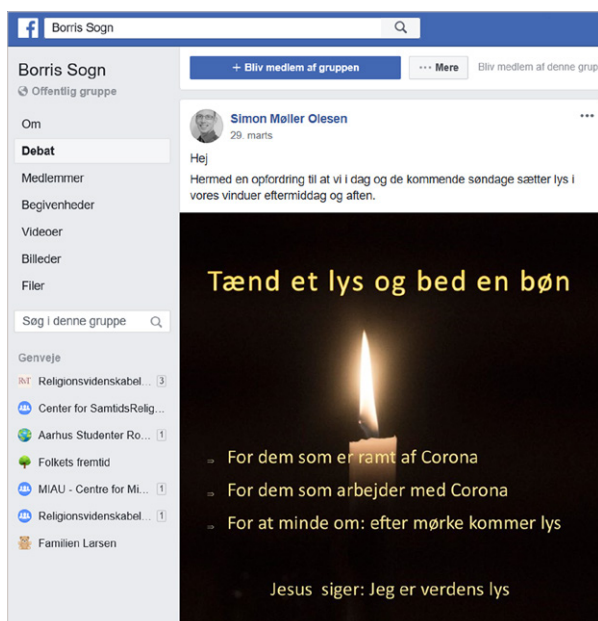 Borris Sogn
Borris Sogn
Offentlig gruppe
Om
Debat
Medlemmer
Begivenheder
Videoer
Billeder
Filer
Søg i denne gruppe
Genveje
Religionsvidenskabel... 3
Center for SamtidsRelig...
Aarhus Studenter Ro... 1
Folkets fremtid
MIAU - Centre for Mi... 1
Religionsvidenskabel... 1
Familien Larsen
+ Bliv medlem af gruppen
··· Mere
Bliv medlem af denne grup
Simon Møller Olesen
29. marts
Hej
Hermed en opfordring til at vi i dag og de kommende søndage sætter lys i
vores vinduer eftermiddag og aften.
Tænd et lys og bed en bøn
For dem som er ramt af Corona
For dem som arbejder med Corona
For at minde om: efter mørke kommer lys
Jesus siger: Jeg er verdens lys